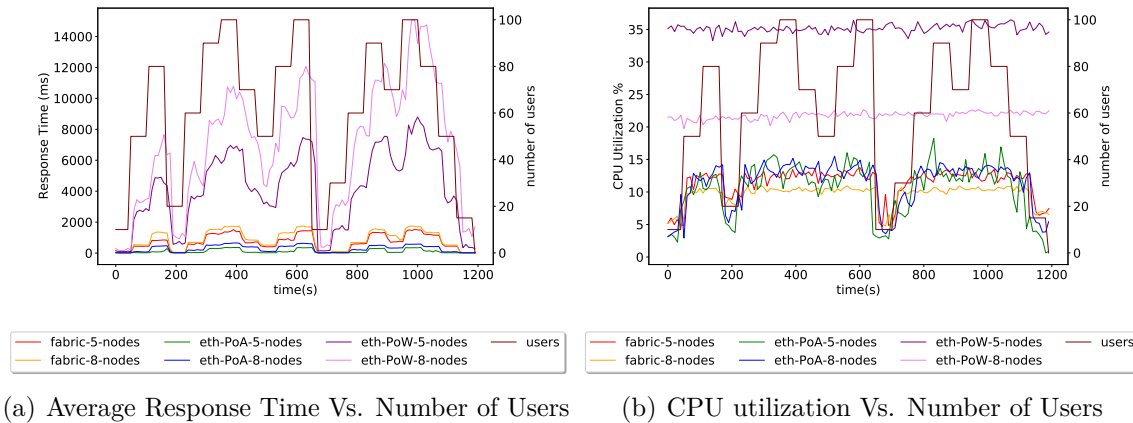 14000
12000
10000
8000
6000
4000
2000
0
Response Time (ms)
100
80
60
40
20
0
number of users
0 200 400 600 800 1000 1200
time(s)
fabric-5-nodes eth-PoA-5-nodes eth-PoW-5-nodes users
fabric-8-nodes eth-PoA-8-nodes eth-PoW-8-nodes
(a) Average Response Time Vs. Number of Users
35
30
25
20
15
10
5
0
CPU Utilization %
100
80
60
40
20
0
number of users
0 200 400 600 800 1000 1200
time(s)
fabric-5-nodes eth-PoA-5-nodes eth-PoW-5-nodes users
fabric-8-nodes eth-PoA-8-nodes eth-PoW-8-nodes
(b) CPU utilization Vs. Number of Users